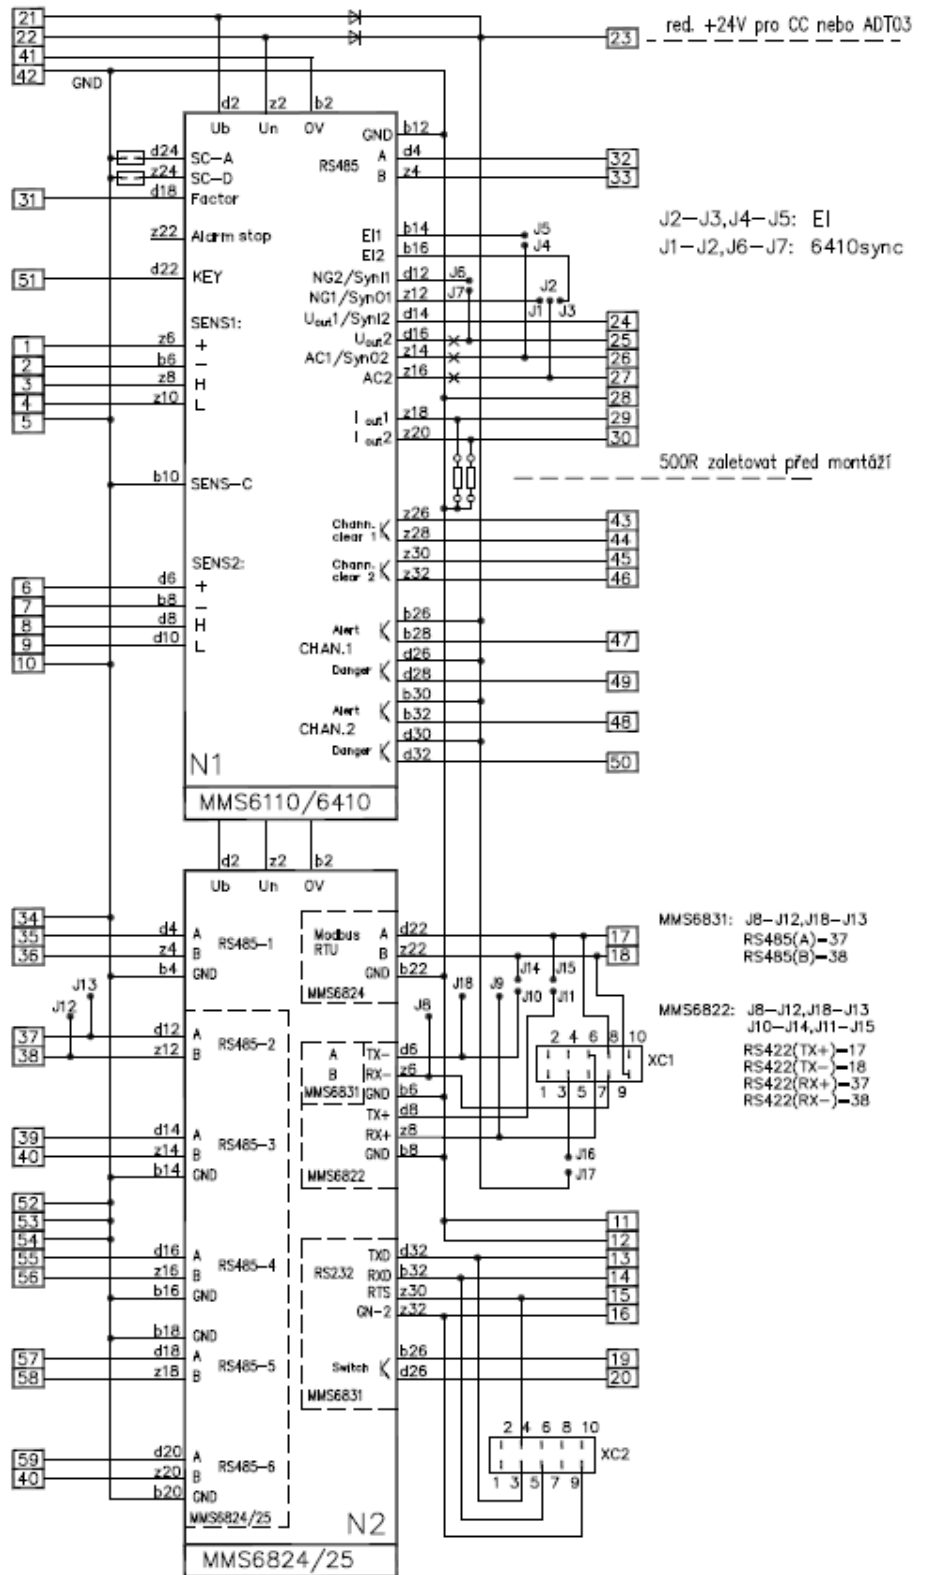 21
22
41
42
GND
23
red. +24V pro CC nebo ADT03
d2 z2 b2
Ub Un 0V
GND b12
d24 SC-A
z24 SC-D
d18 Factor
31
RS485
A d4
B z4
32
33
z22 Alarm stop
51
d22 KEY
EI1 b14
EI2 b16
NG2/SynI1 d12
NG1/SynO1 z12
Uout1/SynI2 d14
Uout2 d16
AC1/SynO2 z14
AC2 z16
J5
J4
J6
J7
J2
J1
J3
J2-J3,J4-J5: EI
J1-J2,J6-J7: 6410sync
24
25
26
27
28
29
30
SENS1:
1 z6 +
2 b6 −
3 z8 H
4 z10 L
5
I out1 z18
I out2 z20
500R zaletovat před montáží
b10 SENS-C
Chann. clear 1
z26 43
z28 44
Chann. clear 2
z30 45
z32 46
SENS2:
6 d6 +
7 b8 −
8 d8 H
9 d10 L
10
Alert b26
CHAN.1 b28 47
Danger d26
d28 49
Alert b30
CHAN.2 b32 48
Danger d30
d32 50
N1
MMS6110/6410
d2 z2 b2
Ub Un 0V
34
35 d4 A
36 z4 B
RS485-1
b4 GND
Modbus RTU
A d22 17
B z22 18
GND b22
MMS6824
MMS6831: J8-J12,J18-J13
RS485(A)-37
RS485(B)-38
J13
J12
37 d12 A
38 z12 B
RS485-2
J14 J15
J18 J9 J10 J11
J8
MMS6822: J8-J12,J18-J13
J10-J14,J11-J15
RS422(TX+)-17
RS422(TX-)-18
RS422(RX+)-37
RS422(RX-)-38
A
B
MMS6831
TX- d6
RX- z6
GND b6
TX+ d8
RX+ z8
GND b8
MMS6822
2 4 6 8 10
XC1
1 3 5 7 9
39 d14 A
40 z14 B
RS485-3
b14 GND
J16
J17
52
53
54
55 d16 A
56 z16 B
RS485-4
b16 GND
11
12
RS232
TXD d32 13
RXD b32 14
RTS z30 15
GN-2 z32 16
b18 GND
57 d18 A
58 z18 B
RS485-5
Switch
b26 19
d26 20
MMS6831
2 4 6 8 10
XC2
1 3 5 7 9
59 d20 A
40 z20 B
RS485-6
b20 GND
MMS6824/25
N2
MMS6824/25